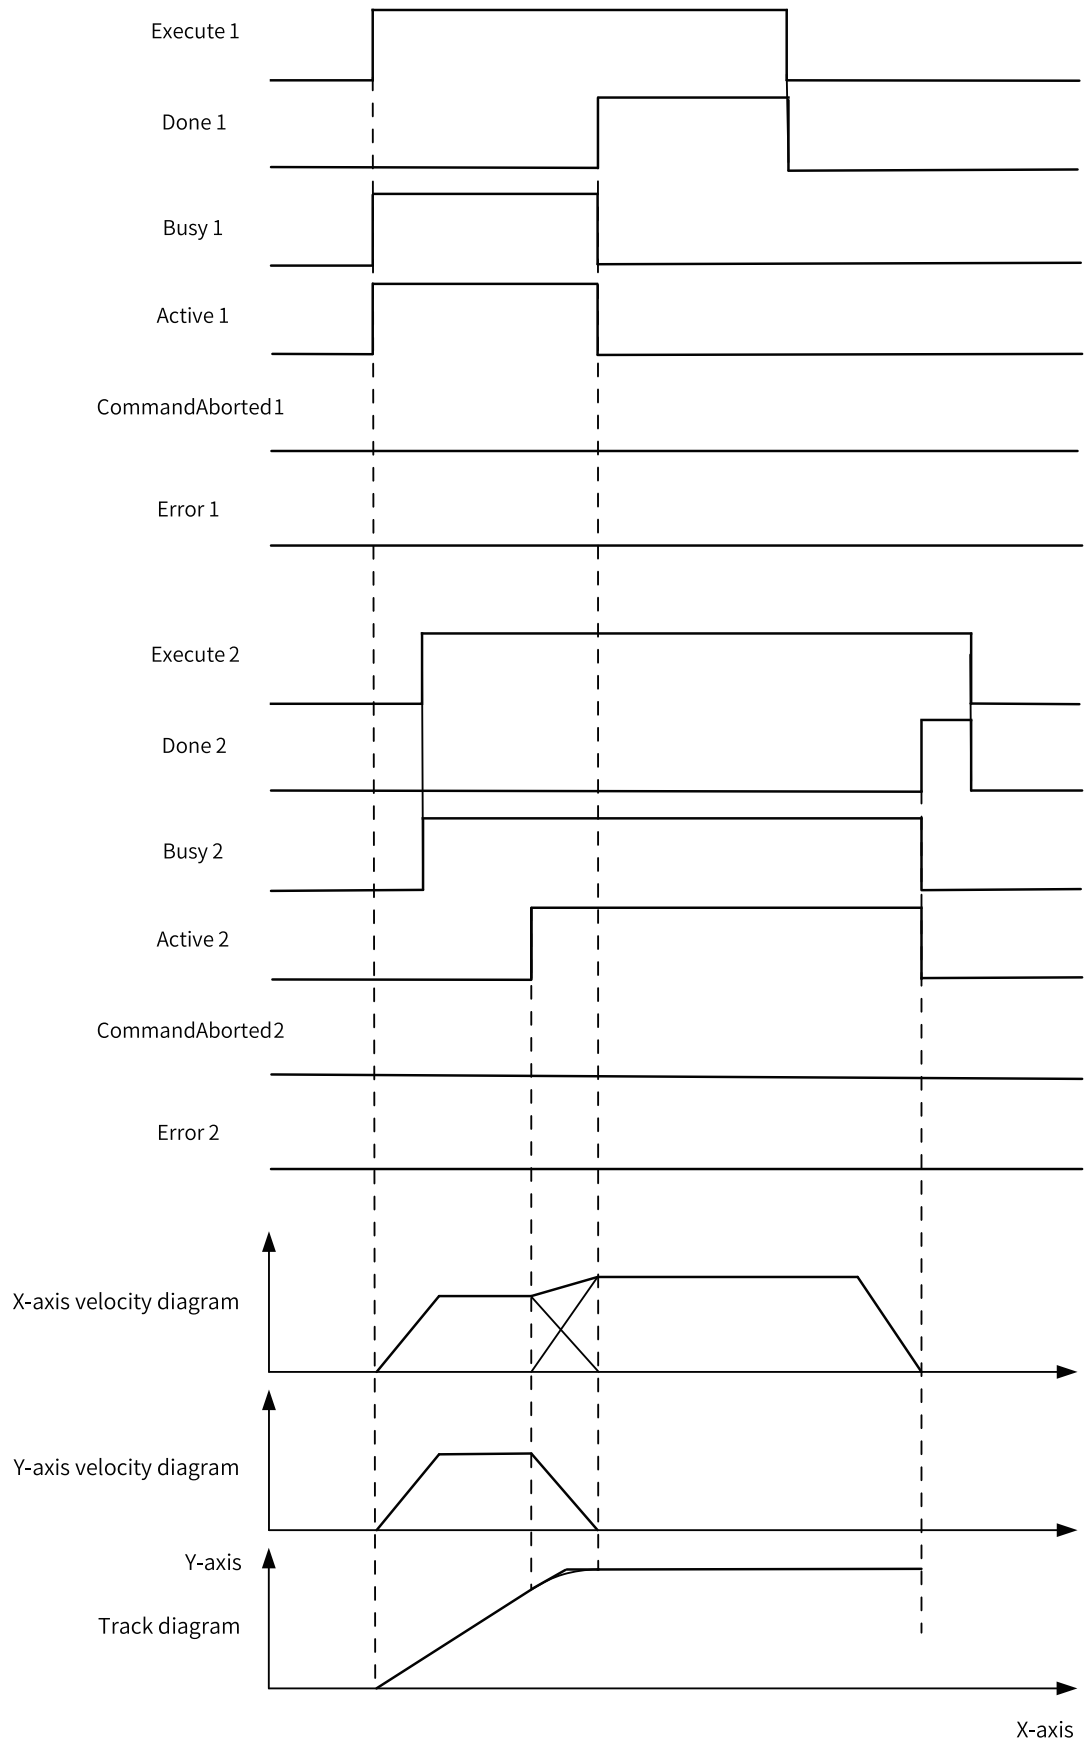 Execute 1
Done 1
Busy 1
Active 1
CommandAborted1
Error 1
Execute 2
Done 2
Busy 2
Active 2
CommandAborted2
Error 2
X-axis velocity diagram
Y-axis velocity diagram
Y-axis
Track diagram
X-axis